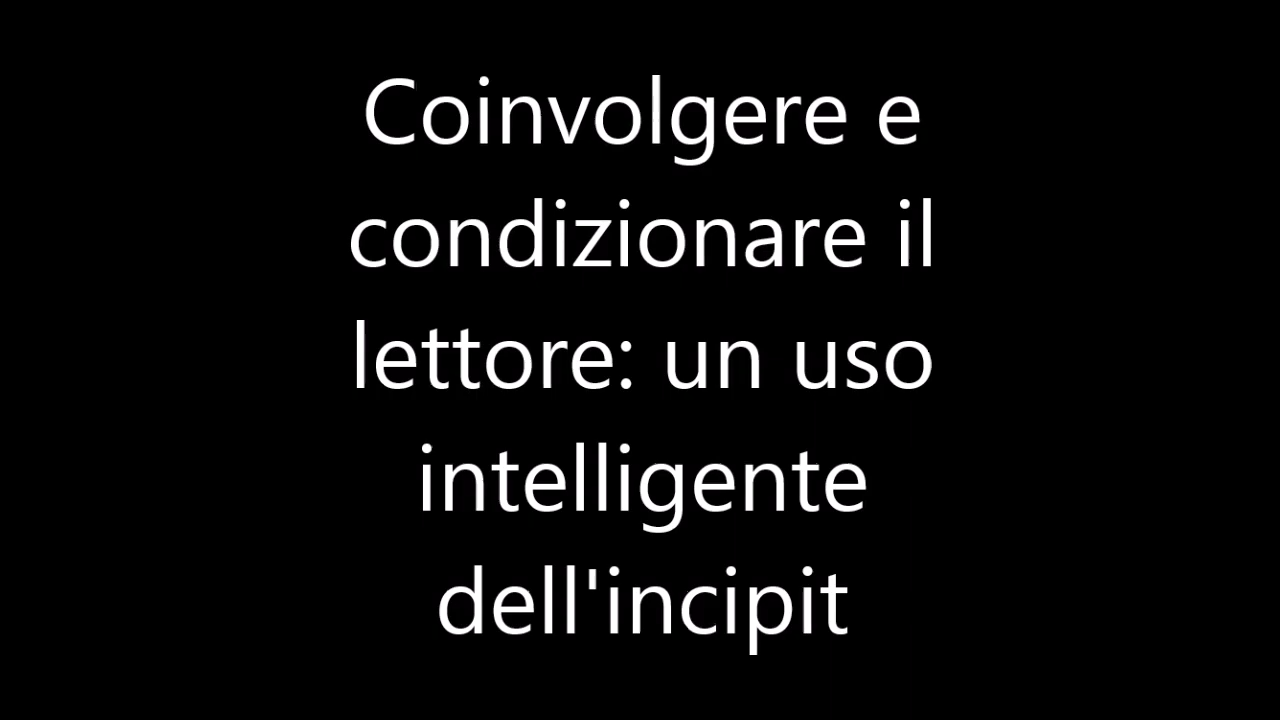 Coinvolgere e
condizionare il
lettore: un uso
intelligente
dell'incipit